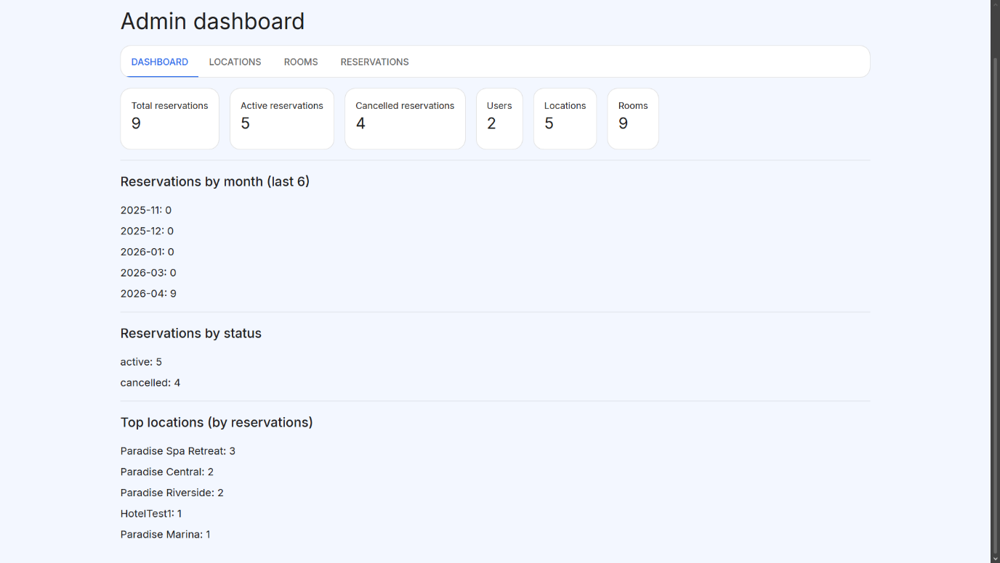 Admin dashboard
DASHBOARD LOCATIONS ROOMS RESERVATIONS
Total reservations Active reservations Cancelled reservations Users Locations Rooms
9 5 4 2 5 9
Reservations by month (last 6)
2025-11: 0
2025-12: 0
2026-01: 0
2026-03: 0
2026-04: 9
Reservations by status
active: 5
cancelled: 4
Top locations (by reservations)
Paradise Spa Retreat: 3
Paradise Central: 2
Paradise Riverside: 2
HotelTest1: 1
Paradise Marina: 1